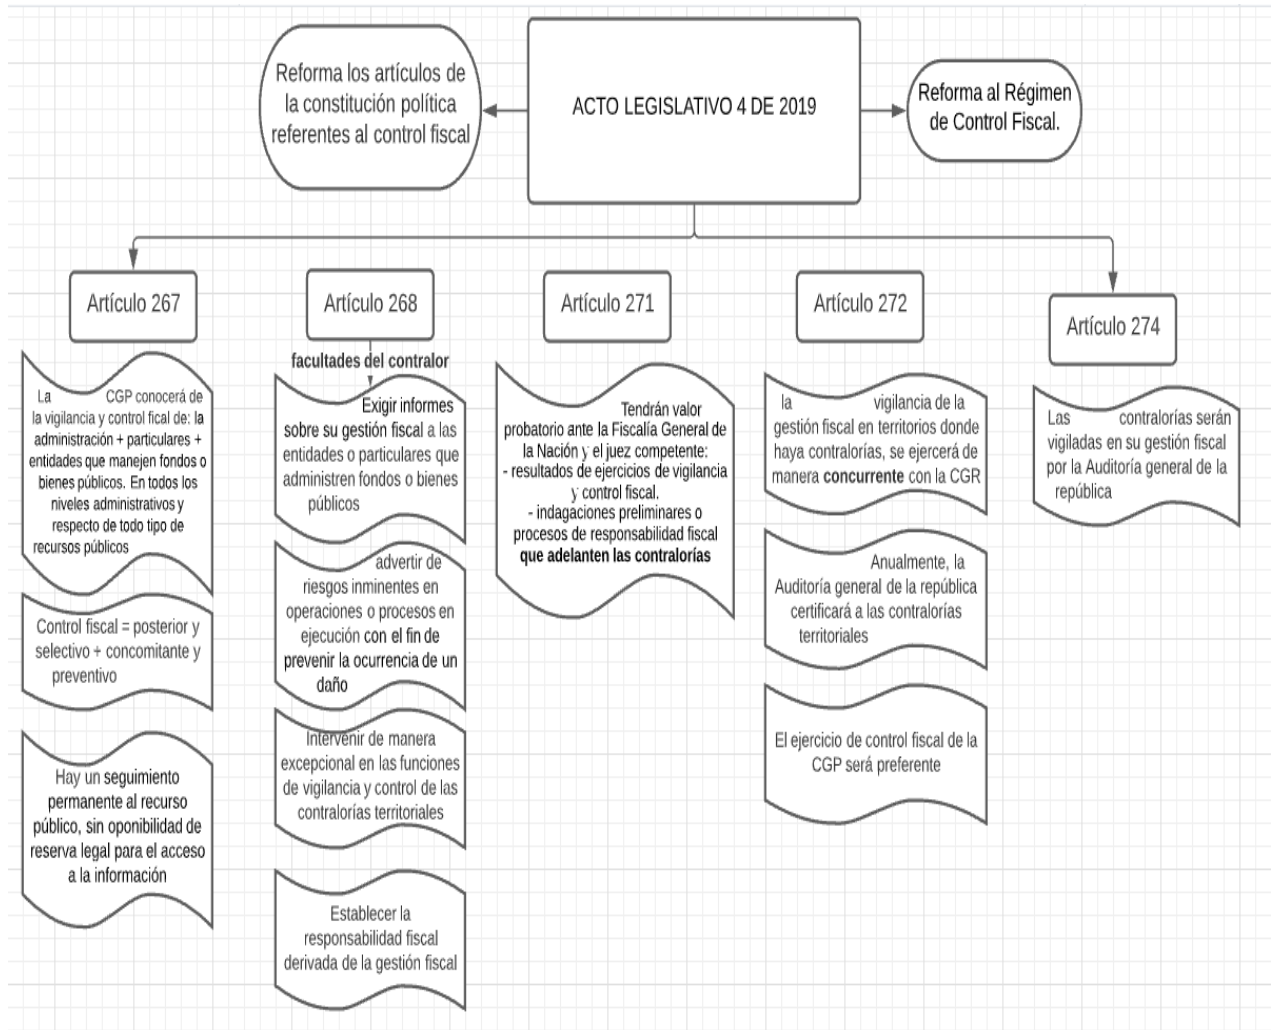 Reforma los artículos de
la constitución política
referentes al control fiscal
ACTO LEGISLATIVO 4 DE 2019
Reforma al Régimen
de Control Fiscal.
Artículo 267
La CGP conocerá de
la vigilancia y control fical de: la
administración + particulares +
entidades que manejen fondos o
bienes públicos. En todos los
niveles administrativos y
respecto de todo tipo de
recursos públicos
Control fiscal = posterior y
selectivo + concomitante y
preventivo
Hay un seguimiento
permanente al recurso
público, sin oponibilidad de
reserva legal para el acceso
a la información
Artículo 268
facultades del contralor
Exigir informes
sobre su gestión fiscal a las
entidades o particulares que
administren fondos o bienes
públicos
advertir de
riesgos inminentes en
operaciones o procesos en
ejecución con el fin de
prevenir la ocurrencia de un
daño
Intervenir de manera
excepcional en las funciones
de vigilancia y control de las
contralorías territoriales
Establecer la
responsabilidad fiscal
derivada de la gestión fiscal
Artículo 271
Tendrán valor
probatorio ante la Fiscalía General de
la Nación y el juez competente:
- resultados de ejercicios de vigilancia
y control fiscal.
- indagaciones preliminares o
procesos de responsabilidad fiscal
que adelanten las contralorías
Artículo 272
la vigilancia de la
gestión fiscal en territorios donde
haya contralorías, se ejercerá de
manera concurrente con la CGR
Anualmente, la
Auditoría general de la república
certificará a las contralorías
territoriales
El ejercicio de control fiscal de la
CGP será preferente
Artículo 274
Las contralorías serán
vigiladas en su gestión fiscal
por la Auditoría general de la
república